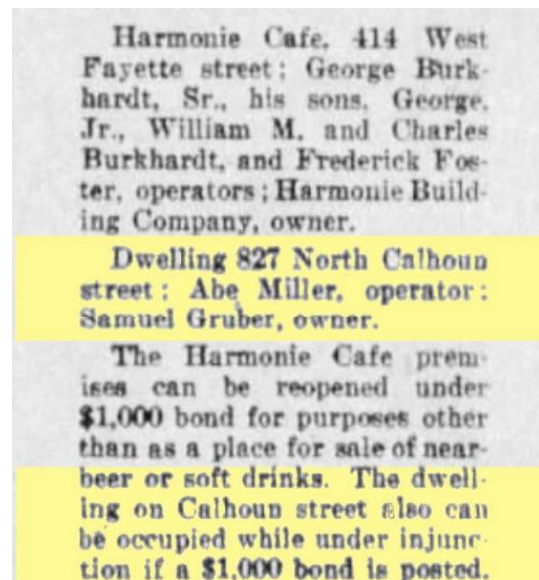 Harmonie Cafe, 414 West
Fayette street; George Burk-
hardt, Sr., his sons, George,
Jr., William M. and Charles
Burkhardt, and Frederick Fos-
ter, operators; Harmonie Build-
ing Company, owner.
Dwelling 827 North Calhoun
street; Abe Miller, operator;
Samuel Gruber, owner.
The Harmonie Cafe prem-
ises can be reopened under
$1,000 bond for purposes other
than as a place for sale of near-
beer or soft drinks. The dwell-
ing on Calhoun street also can
be occupied while under injunc-
tion if a $1,000 bond is posted.